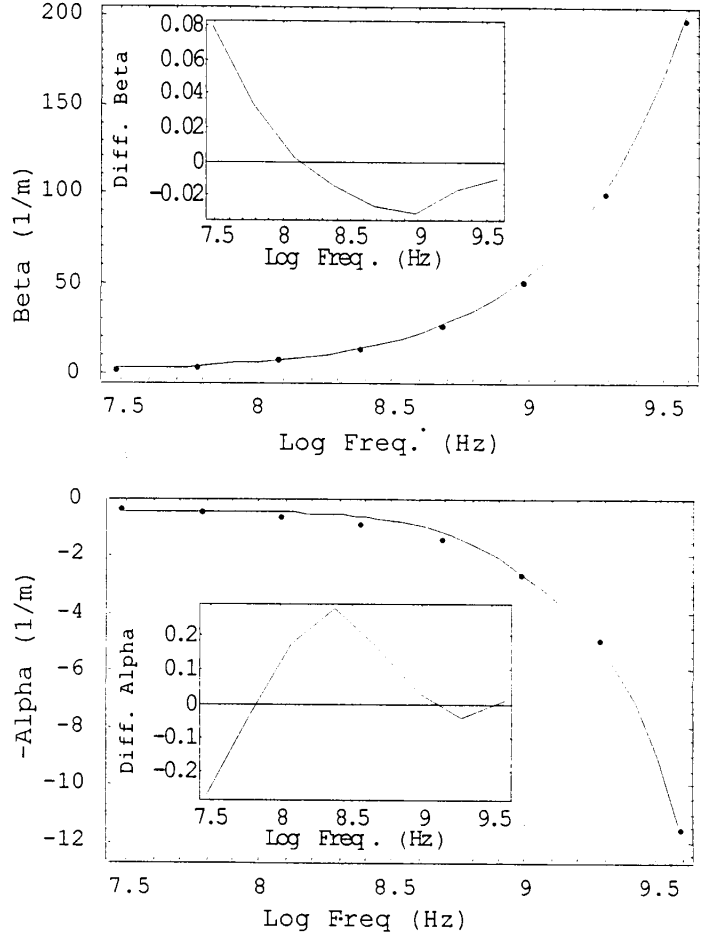 200
150
100
50
0
Beta (1/m)
7.5 8 8.5 9 9.5
Log Freq. (Hz)
0.08
0.06
0.04
0.02
0
-0.02
Diff. Beta
7.5 8 8.5 9 9.5
Log Freq. (Hz)
0
-2
-4
-6
-8
-10
-12
-Alpha (1/m)
7.5 8 8.5 9 9.5
Log Freq (Hz)
0.2
0.1
0
-0.1
-0.2
Diff. Alpha
7.5 8 8.5 9 9.5
Log Freq. (Hz)